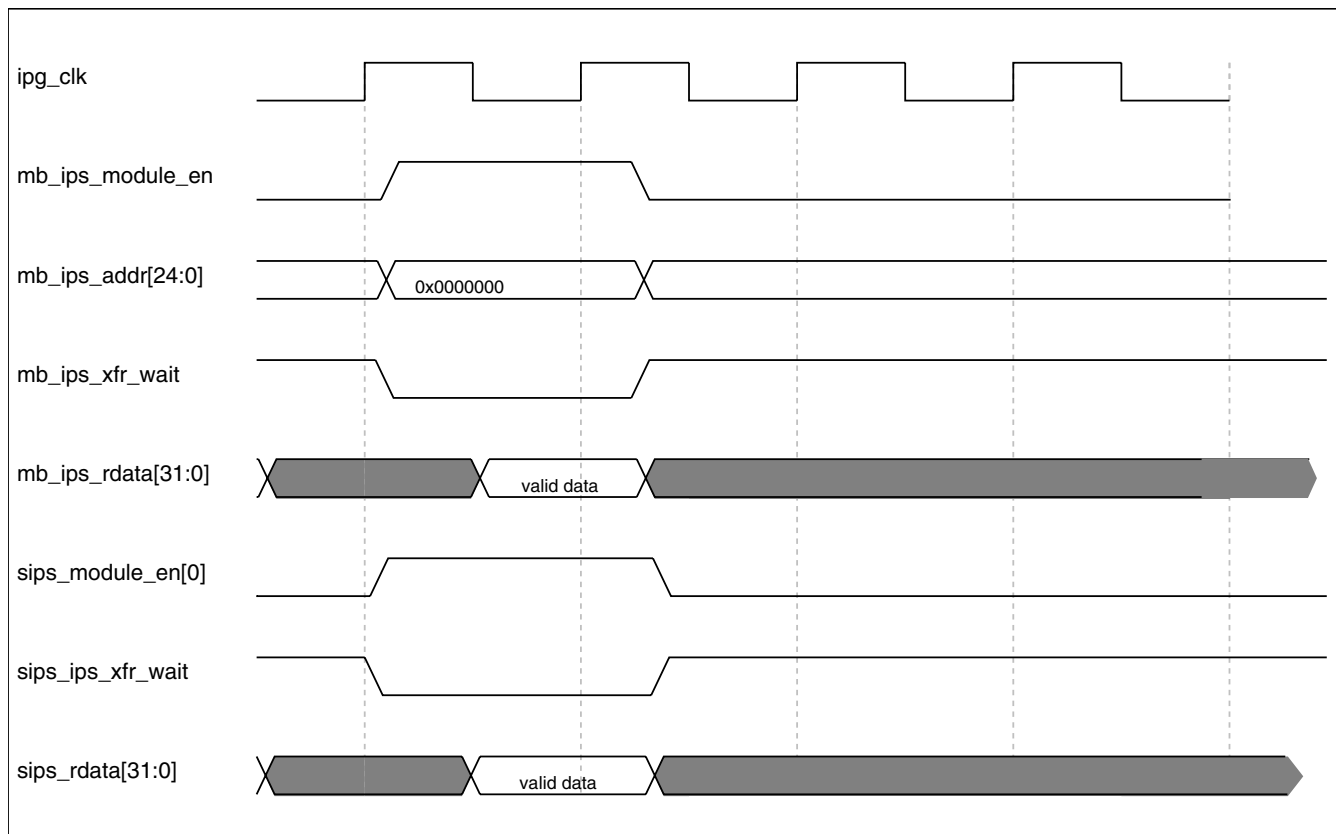 ipg_clk
mb_ips_module_en
mb_ips_addr[24:0]
0x0000000
mb_ips_xfr_wait
mb_ips_rdata[31:0]
valid data
sips_module_en[0]
sips_ips_xfr_wait
sips_rdata[31:0]
valid data